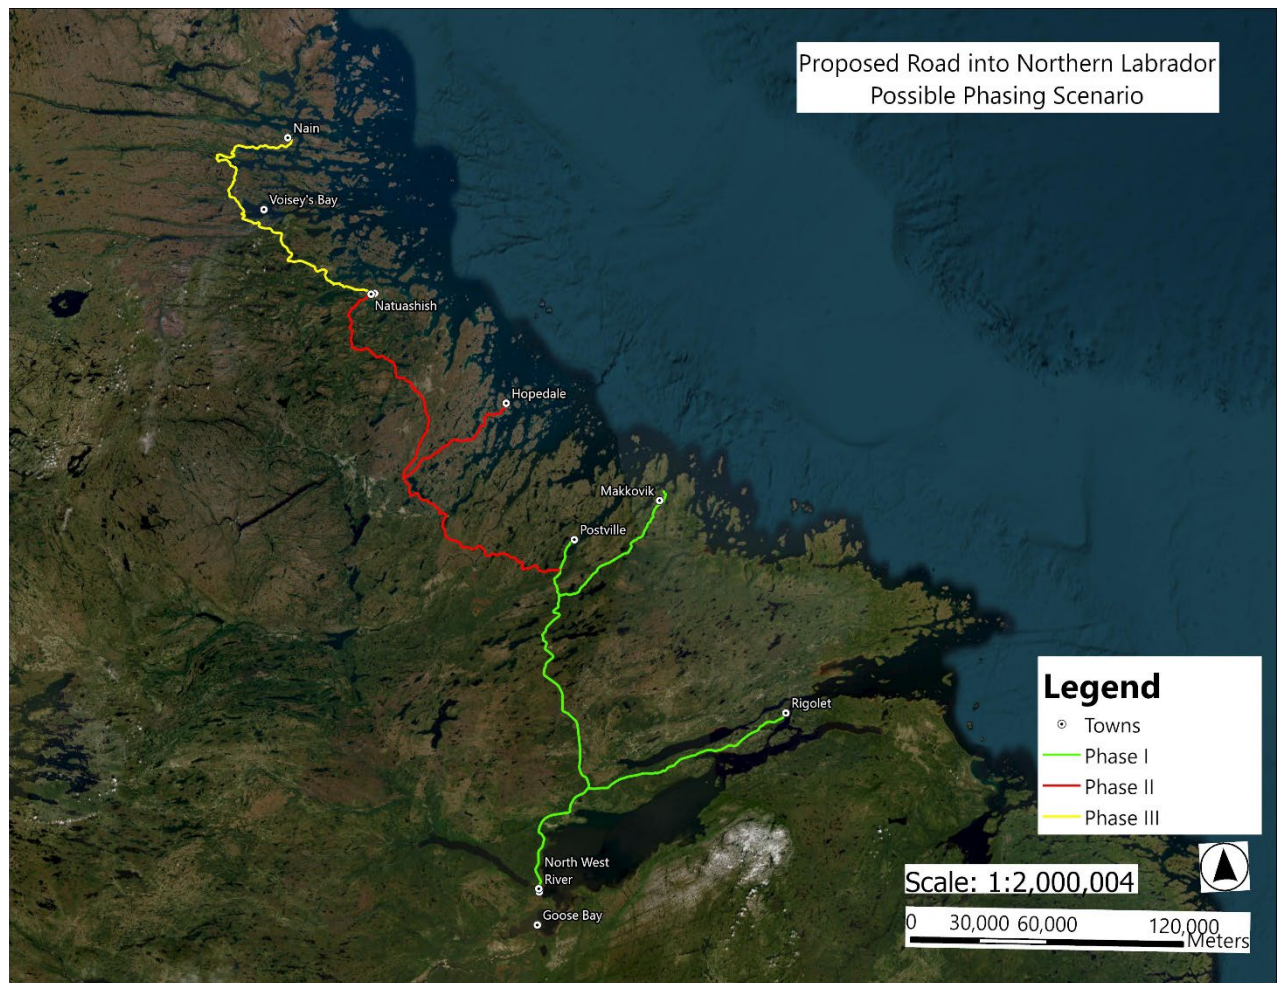 Proposed Road into Northern Labrador
Possible Phasing Scenario
Nain
Voisey's Bay
Natuashish
Hopedale
Makkovik
Postville
Rigolet
North West
River
Goose Bay
Legend
Towns
Phase I
Phase II
Phase III
Scale: 1:2,000,004
0 30,000 60,000 120,000
Meters